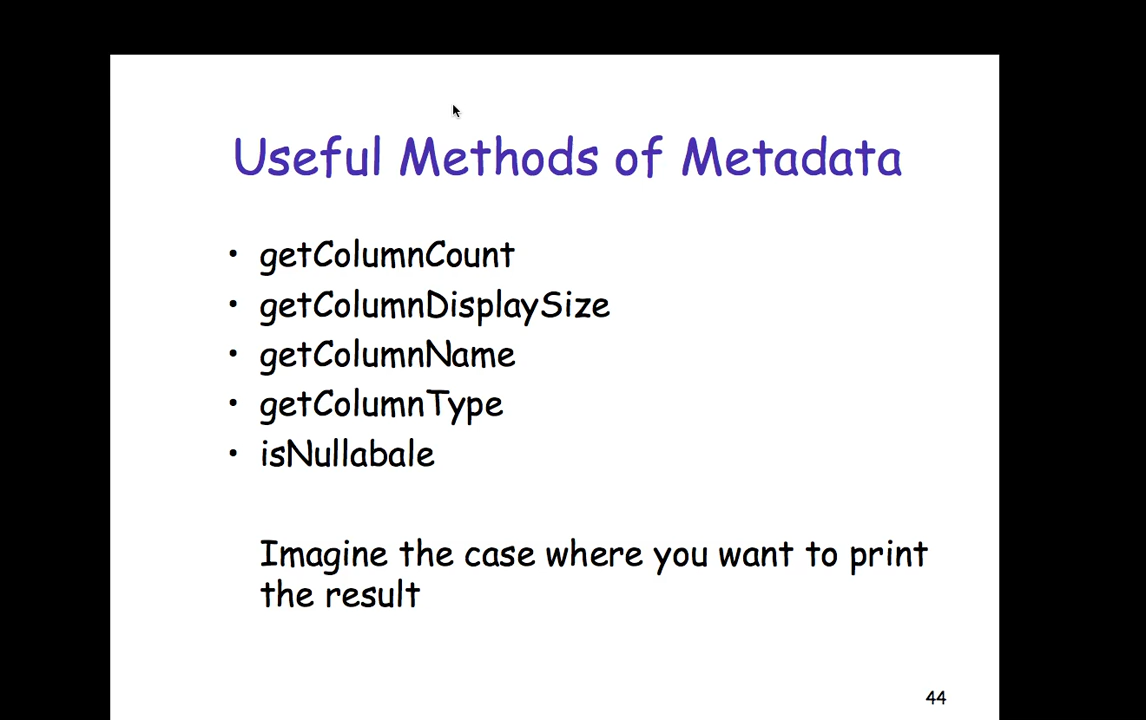 Useful Methods of Metadata
• getColumnCount
• getColumnDisplaySize
• getColumnName
• getColumnType
• isNullabale
Imagine the case where you want to print
the result
44